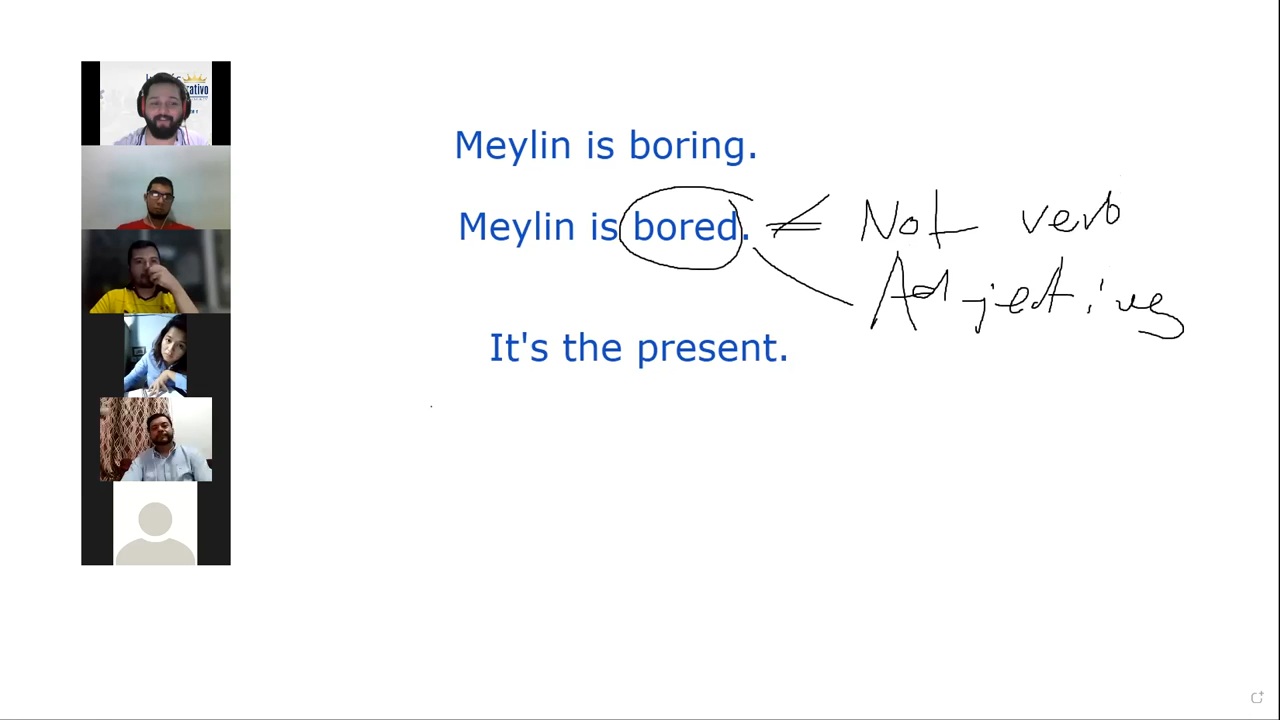 Meylin is boring.
Meylin is bored. Not verb
Adjective
It's the present.